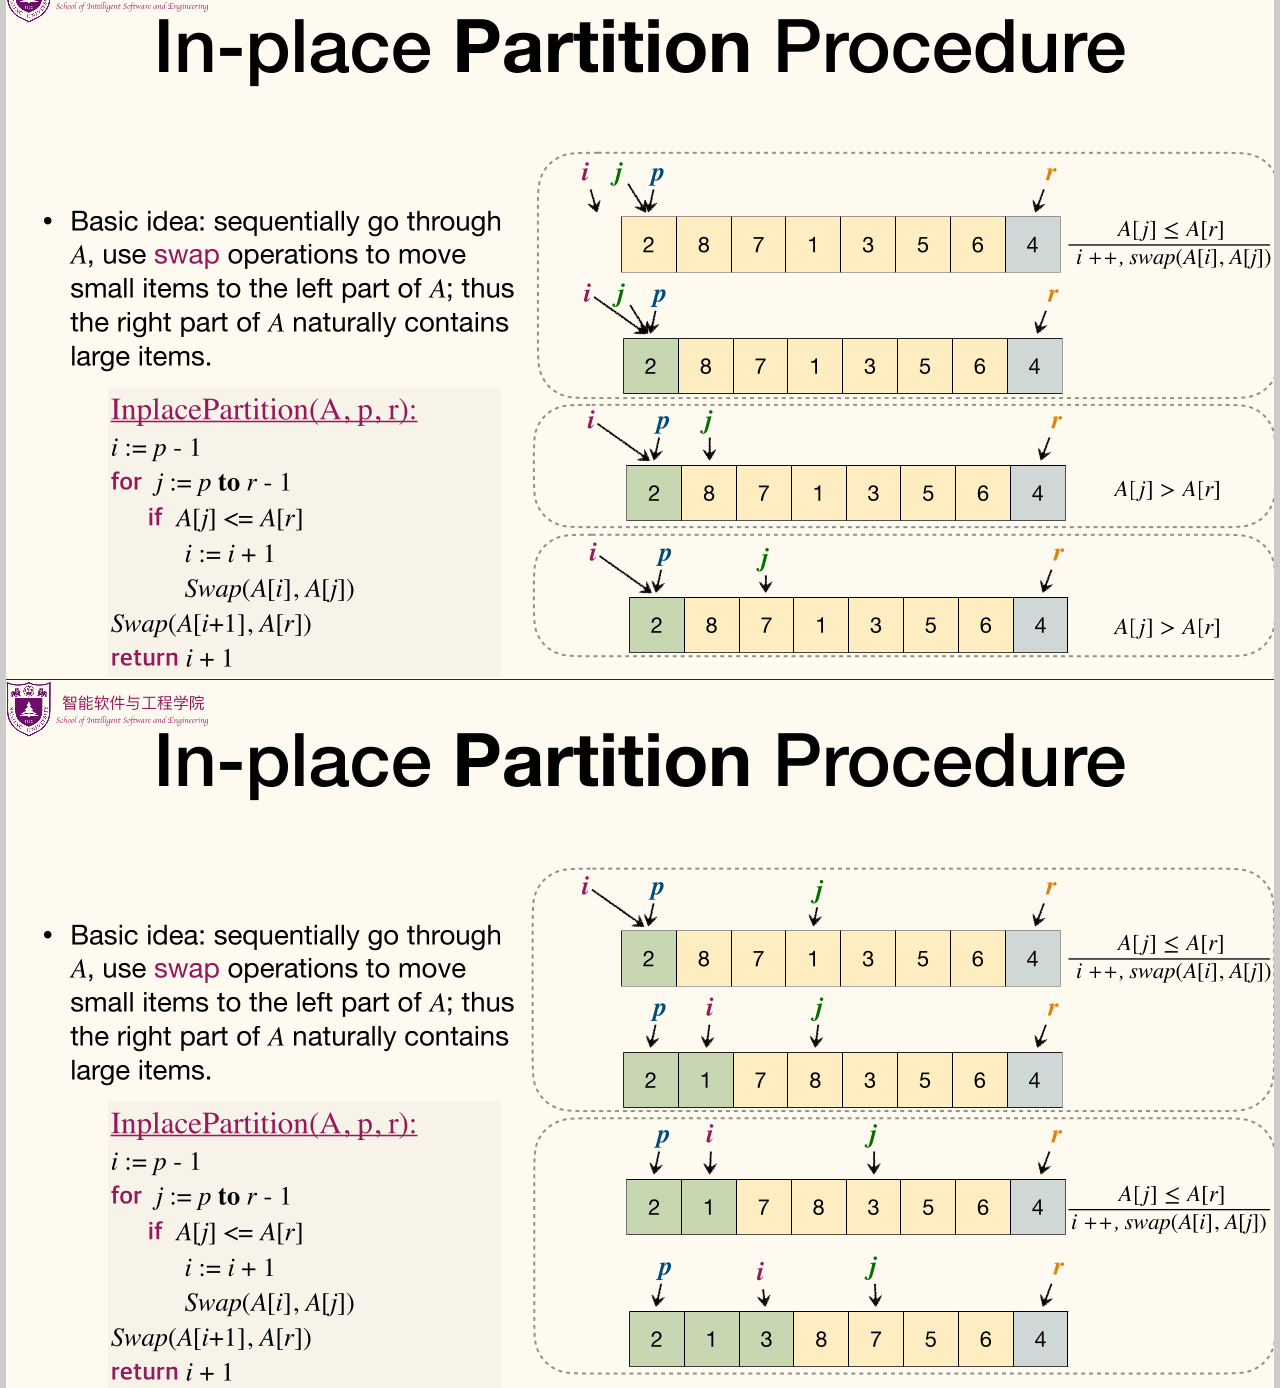 School of Intelligent Software and Engineering
In-place Partition Procedure
• Basic idea: sequentially go through
A, use swap operations to move
small items to the left part of A; thus
the right part of A naturally contains
large items.
InplacePartition(A, p, r):
i := p - 1
for j := p to r - 1
if A[j] <= A[r]
i := i + 1
Swap(A[i], A[j])
Swap(A[i+1], A[r])
return i + 1
i j p r
2 8 7 1 3 5 6 4
A[j] ≤ A[r]
i ++, swap(A[i], A[j])
i j p r
2 8 7 1 3 5 6 4
i p j r
2 8 7 1 3 5 6 4
A[j] > A[r]
i p j r
2 8 7 1 3 5 6 4
A[j] > A[r]
智能软件与工程学院
School of Intelligent Software and Engineering
In-place Partition Procedure
• Basic idea: sequentially go through
A, use swap operations to move
small items to the left part of A; thus
the right part of A naturally contains
large items.
InplacePartition(A, p, r):
i := p - 1
for j := p to r - 1
if A[j] <= A[r]
i := i + 1
Swap(A[i], A[j])
Swap(A[i+1], A[r])
return i + 1
i p j r
2 8 7 1 3 5 6 4
A[j] ≤ A[r]
i ++, swap(A[i], A[j])
p i j r
2 1 7 8 3 5 6 4
p i j r
2 1 7 8 3 5 6 4
A[j] ≤ A[r]
i ++, swap(A[i], A[j])
p i j r
2 1 3 8 7 5 6 4